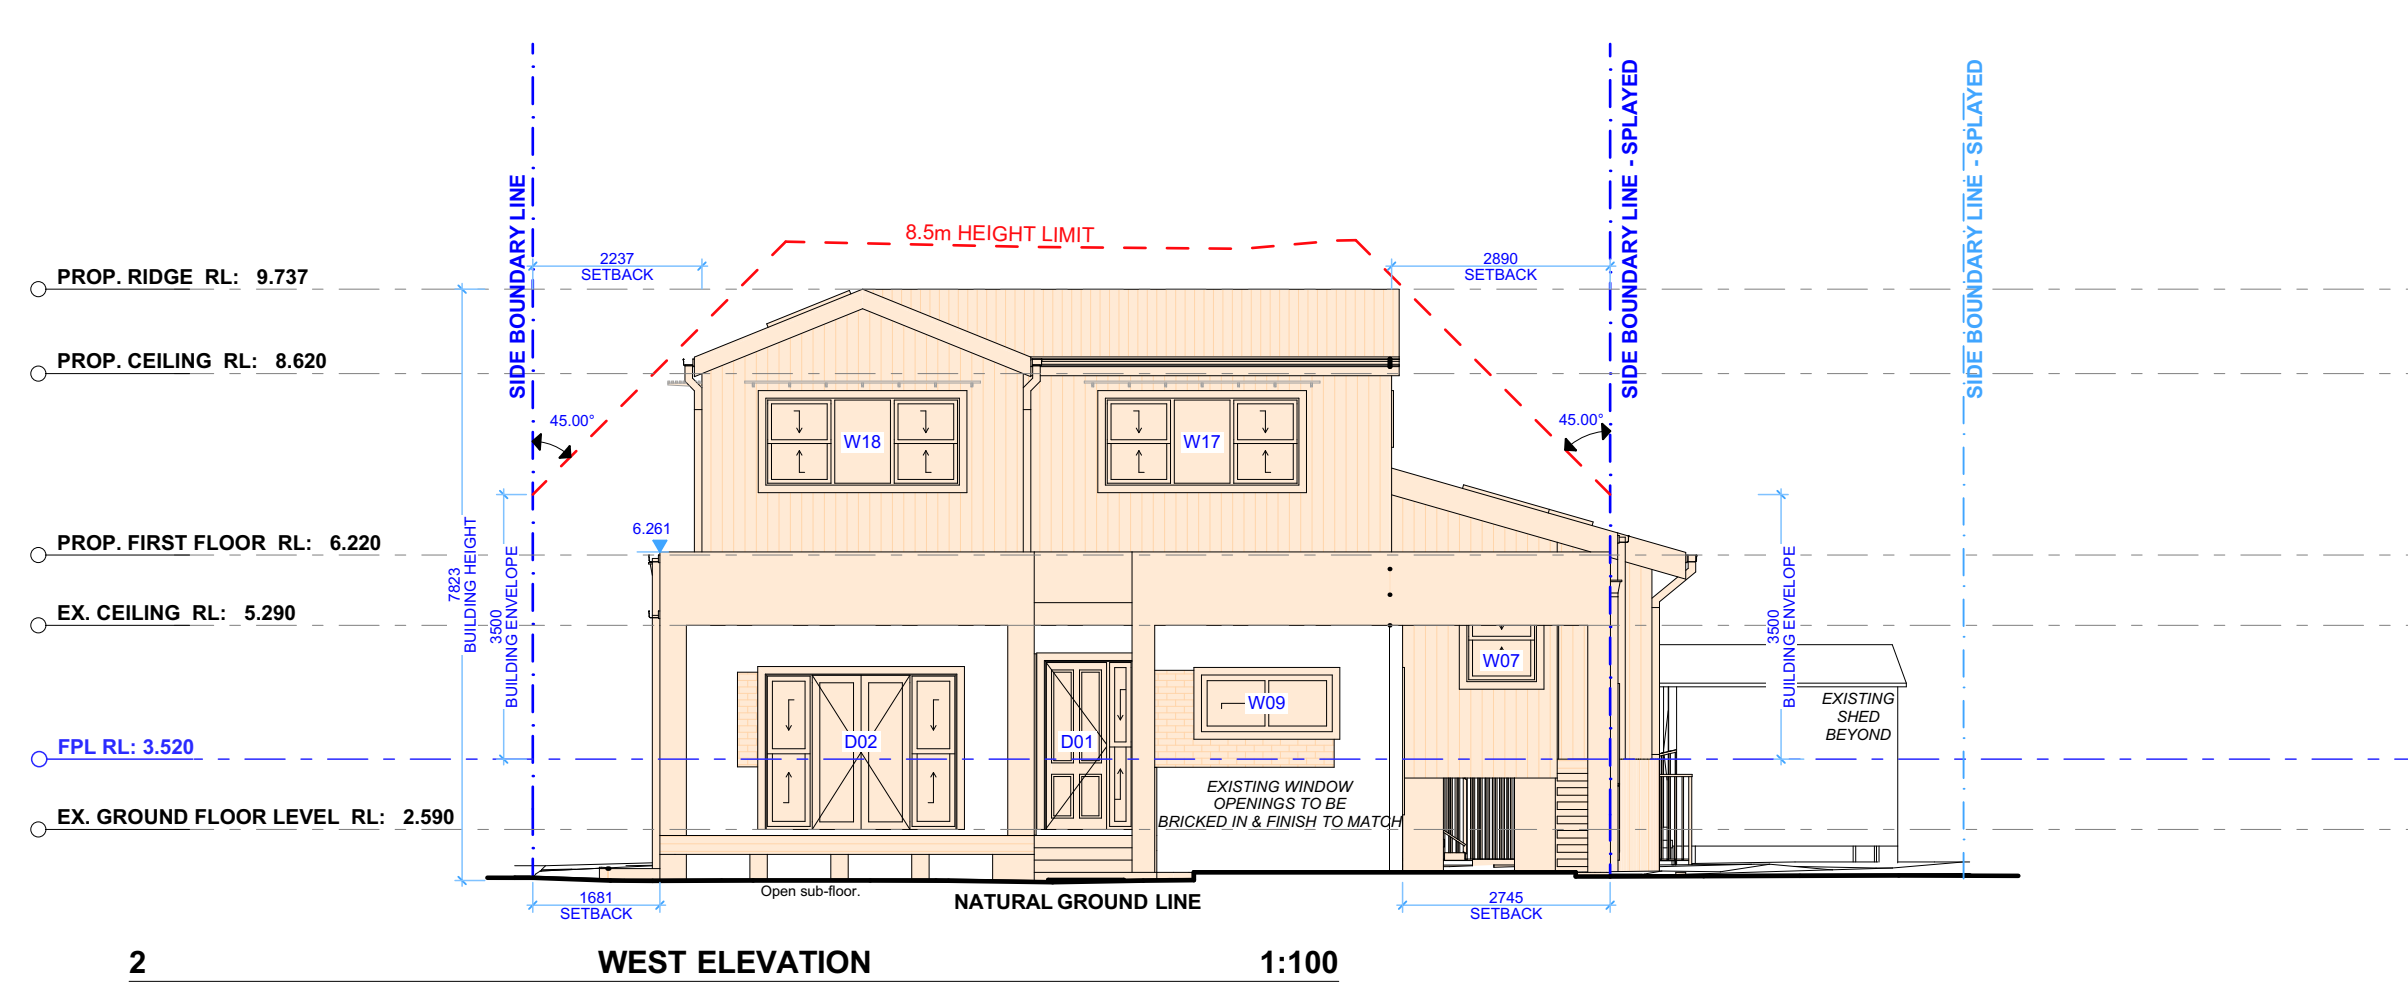 SIDE BOUNDARY LINE
SIDE BOUNDARY LINE - SPLAYED
SIDE BOUNDARY LINE - SPLAYED
8.5m HEIGHT LIMIT
2237
SETBACK
2890
SETBACK
PROP. RIDGE RL: 9.737
PROP. CEILING RL: 8.620
45.00°
45.00°
W18
W17
6.261
PROP. FIRST FLOOR RL: 6.220
7823
BUILDING HEIGHT
3500
BUILDING ENVELOPE
3500
BUILDING ENVELOPE
EX. CEILING RL: 5.290
W07
W09
EXISTING
SHED
BEYOND
D02
D01
FPL RL: 3.520
EXISTING WINDOW
OPENINGS TO BE
BRICKED IN & FINISH TO MATCH
EX. GROUND FLOOR LEVEL RL: 2.590
Open sub-floor.
1681
SETBACK
NATURAL GROUND LINE
2745
SETBACK
2 WEST ELEVATION 1:100